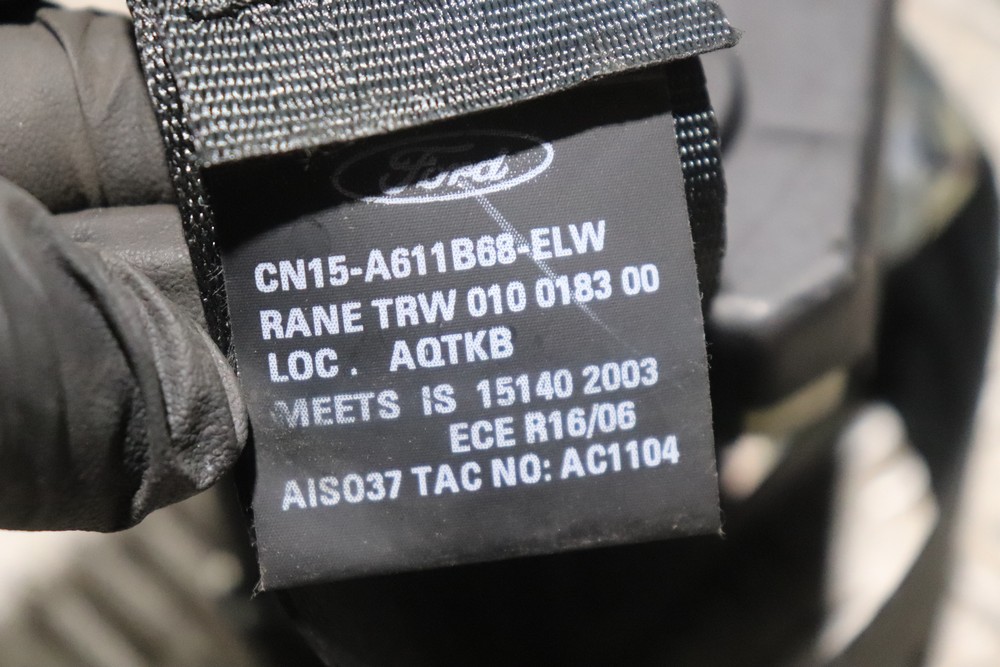 Ford
CN15-A611B68-ELW
RANE TRW 010 0183 00
LOC . AQTKB
MEETS IS 15140 2003
ECE R16/06
AIS037 TAC NO: AC1104